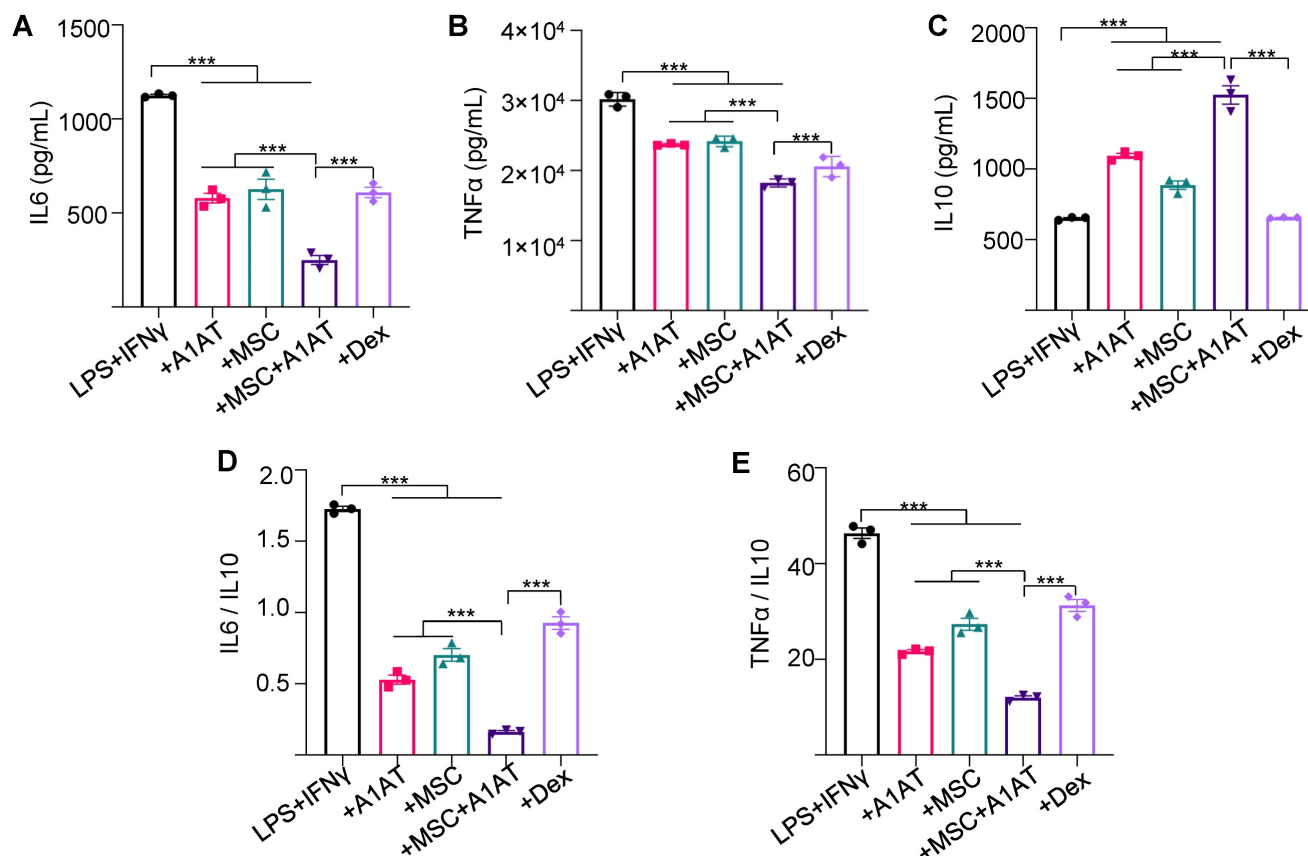 A
IL6 (pg/mL)
1500
1000
500
***
***
***
LPS+IFNγ
+A1AT
+MSC
+MSC+A1AT
+Dex
B
TNFα (pg/mL)
4×10⁴
3×10⁴
2×10⁴
1×10⁴
***
***
***
LPS+IFNγ
+A1AT
+MSC
+MSC+A1AT
+Dex
C
IL10 (pg/mL)
2000
1500
1000
500
***
***
***
LPS+IFNγ
+A1AT
+MSC
+MSC+A1AT
+Dex
D
IL6 / IL10
2.0
1.5
1.0
0.5
***
***
***
LPS+IFNγ
+A1AT
+MSC
+MSC+A1AT
+Dex
E
TNFα / IL10
60
40
20
***
***
***
LPS+IFNγ
+A1AT
+MSC
+MSC+A1AT
+Dex